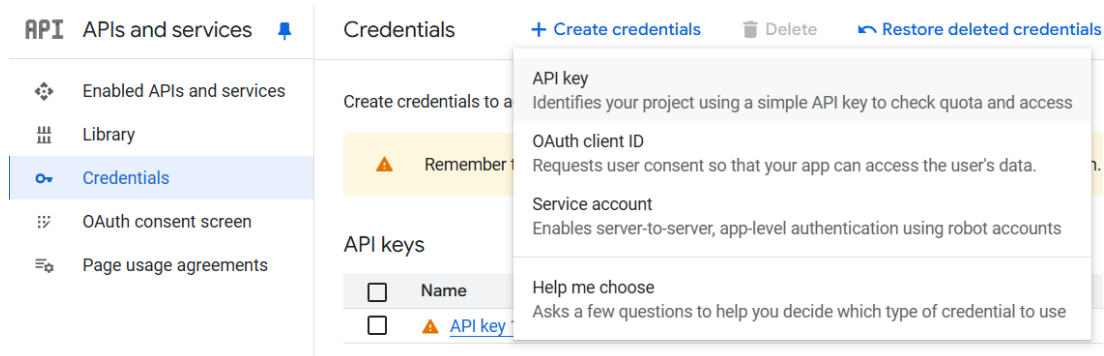 API APIs and services
Credentials
+ Create credentials
Delete
Restore deleted credentials
Enabled APIs and services
Library
Credentials
OAuth consent screen
Page usage agreements
Create credentials to a
Remember
n.
API keys
Name
API key
API key
Identifies your project using a simple API key to check quota and access
OAuth client ID
Requests user consent so that your app can access the user's data.
Service account
Enables server-to-server, app-level authentication using robot accounts
Help me choose
Asks a few questions to help you decide which type of credential to use